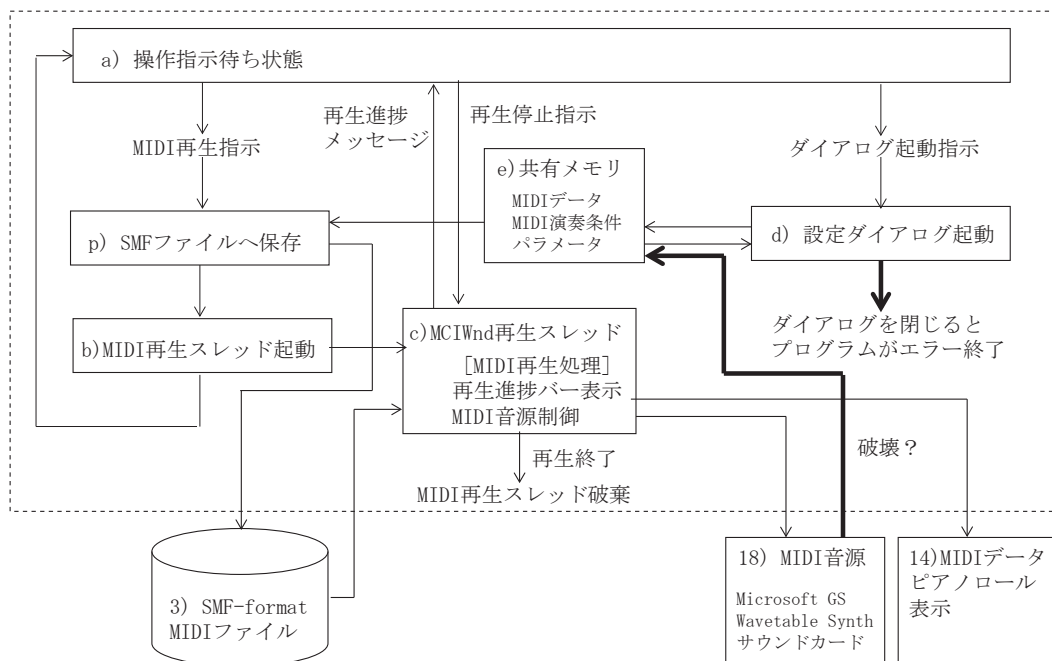 a) 操作指示待ち状態
再生進捗
メッセージ
再生停止指示
MIDI再生指示
ダイアログ起動指示
e)共有メモリ
MIDIデータ
MIDI演奏条件
パラメータ
p) SMFファイルへ保存
d) 設定ダイアログ起動
b)MIDI再生スレッド起動
c)MCIWnd再生スレッド
[MIDI再生処理]
再生進捗バー表示
MIDI音源制御
ダイアログを閉じると
プログラムがエラー終了
再生終了
MIDI再生スレッド破棄
破壊？
3) SMF-format
MIDIファイル
18) MIDI音源
Microsoft GS
Wavetable Synth
サウンドカード
14)MIDIデータ
ピアノロール
表示